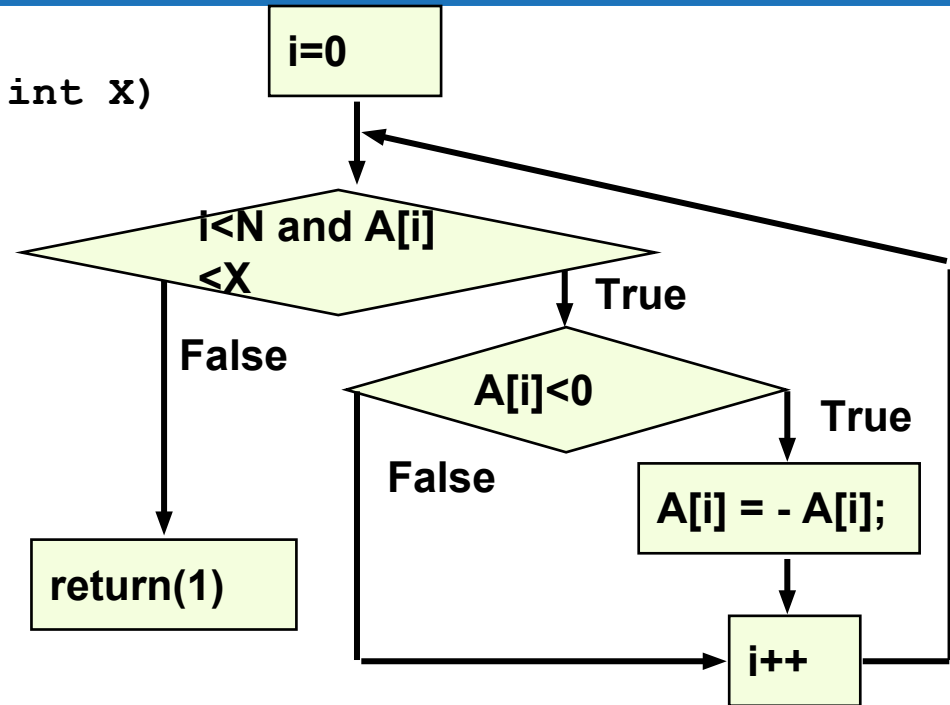 i=0
int X)
i<N and A[i]
<X
True
False
A[i]<0
True
False
A[i] = - A[i];
return(1)
i++